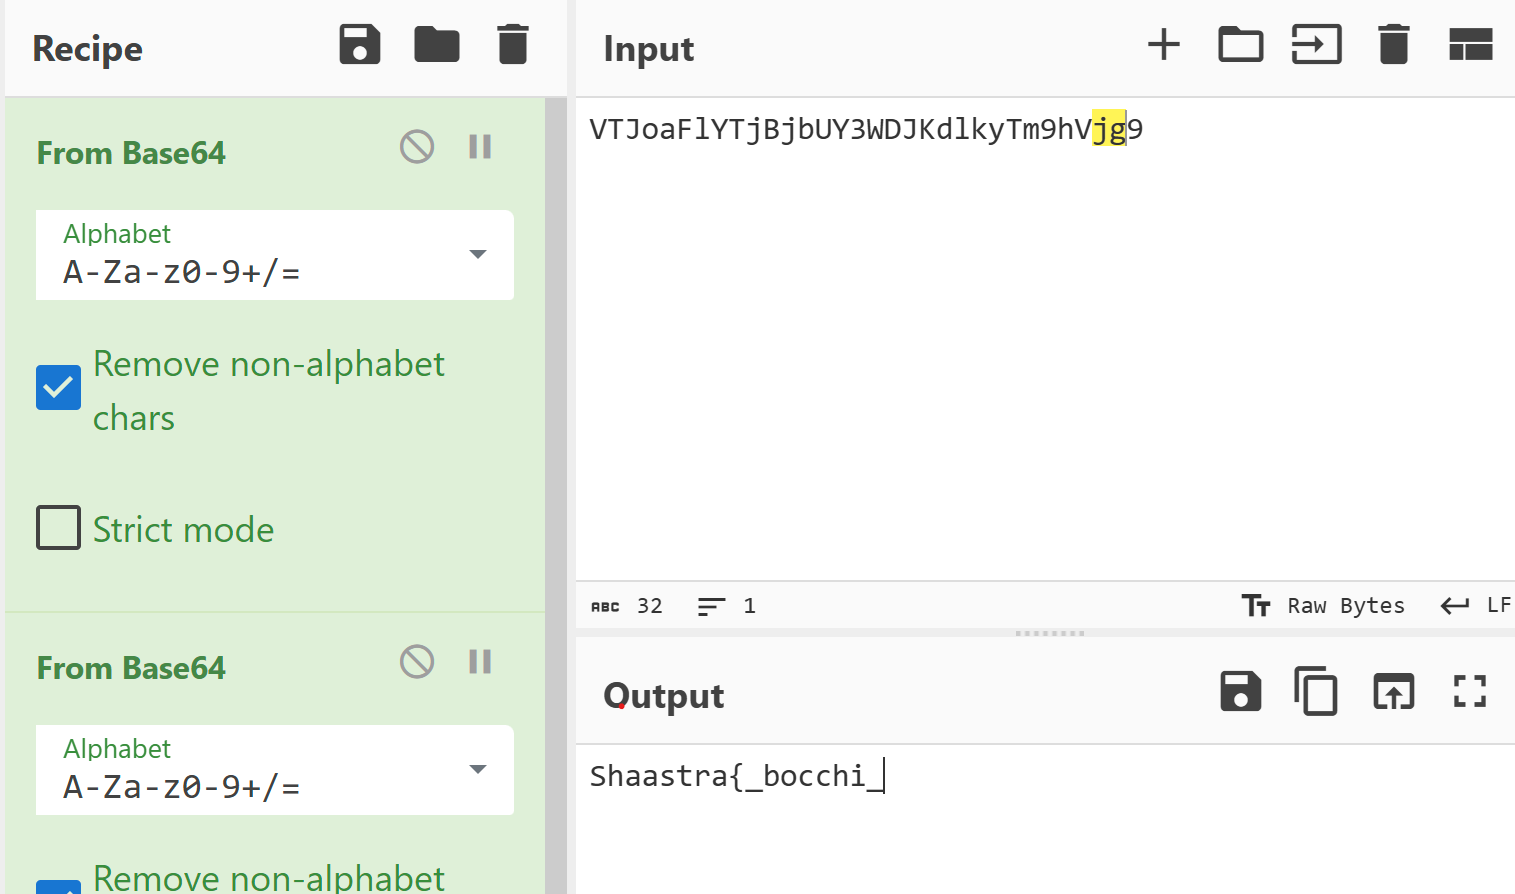 Recipe
From Base64
Alphabet
A-Za-z0-9+/=
Remove non-alphabet
chars
Strict mode
From Base64
Alphabet
A-Za-z0-9+/=
Remove non-alphabet
Input
VTJoaFlYTjBjbUY3WDJKdlkyTm9hVjg9
ABC 32 1
Tт Raw Bytes LF
Output
Shaastra{_bocchi_